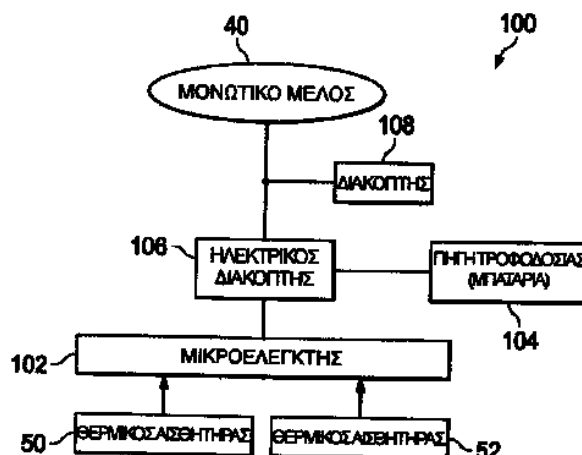 40
100
ΜΟΝΩΤΙΚΟ ΜΕΛΟΣ
108
ΔΙΑΚΟΠΤΗΣ
106
ΗΛΕΚΤΡΙΚΟΣ
ΔΙΑΚΟΠΤΗΣ
ΠΗΓΗ ΤΡΟΦΟΔΟΣΙΑΣ
(ΜΠΑΤΑΡΙΑ)
104
102
ΜΙΚΡΟΕΛΕΓΚΤΗΣ
50
ΘΕΡΜΙΚΟΣ ΑΙΣΘΗΤΗΡΑΣ
ΘΕΡΜΙΚΟΣ ΑΙΣΘΗΤΗΡΑΣ
52